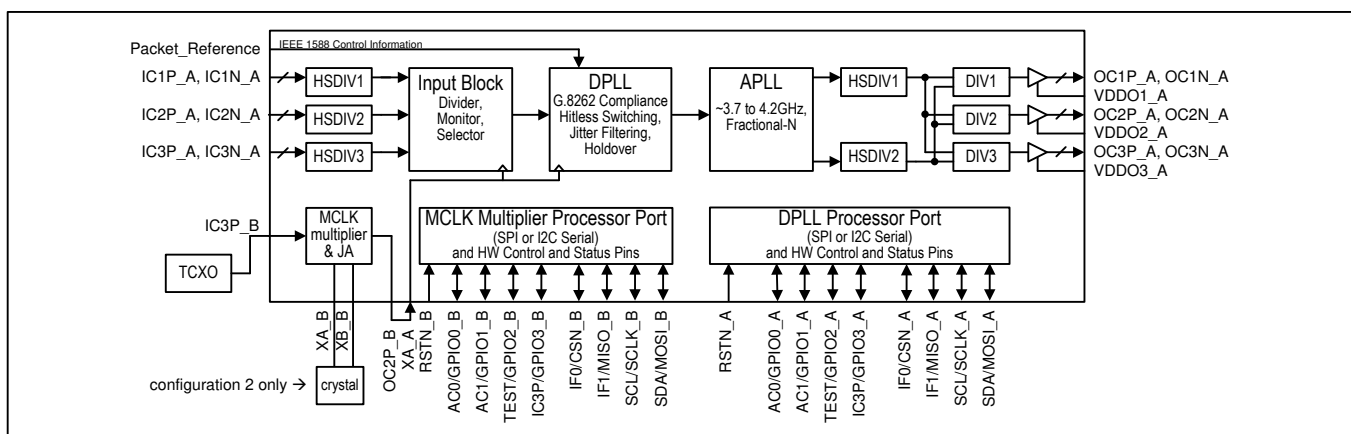 Packet_Reference
IEEE 1588 Control Information
IC1P_A, IC1N_A
IC2P_A, IC2N_A
IC3P_A, IC3N_A
HSDIV1
HSDIV2
HSDIV3
Input Block
Divider,
Monitor,
Selector
DPLL
G.8262 Compliance
Hitless Switching,
Jitter Filtering,
Holdover
APLL
~3.7 to 4.2GHz,
Fractional-N
HSDIV1
HSDIV2
DIV1
DIV2
DIV3
OC1P_A, OC1N_A
VDDO1_A
OC2P_A, OC2N_A
VDDO2_A
OC3P_A, OC3N_A
VDDO3_A
IC3P_B
TCXO
MCLK
multiplier
& JA
MCLK Multiplier Processor Port
(SPI or I2C Serial)
and HW Control and Status Pins
DPLL Processor Port
(SPI or I2C Serial)
and HW Control and Status Pins
XA_B
XB_B
OC2P_B
XA_A
RSTN_B
AC0/GPIO0_B
AC1/GPIO1_B
TEST/GPIO2_B
IC3P/GPIO3_B
IF0/CSN_B
IF1/MISO_B
SCL/SCLK_B
SDA/MOSI_B
RSTN_A
AC0/GPIO0_A
AC1/GPIO1_A
TEST/GPIO2_A
IC3P/GPIO3_A
IF0/CSN_A
IF1/MISO_A
SCL/SCLK_A
SDA/MOSI_A
configuration 2 only →
crystal